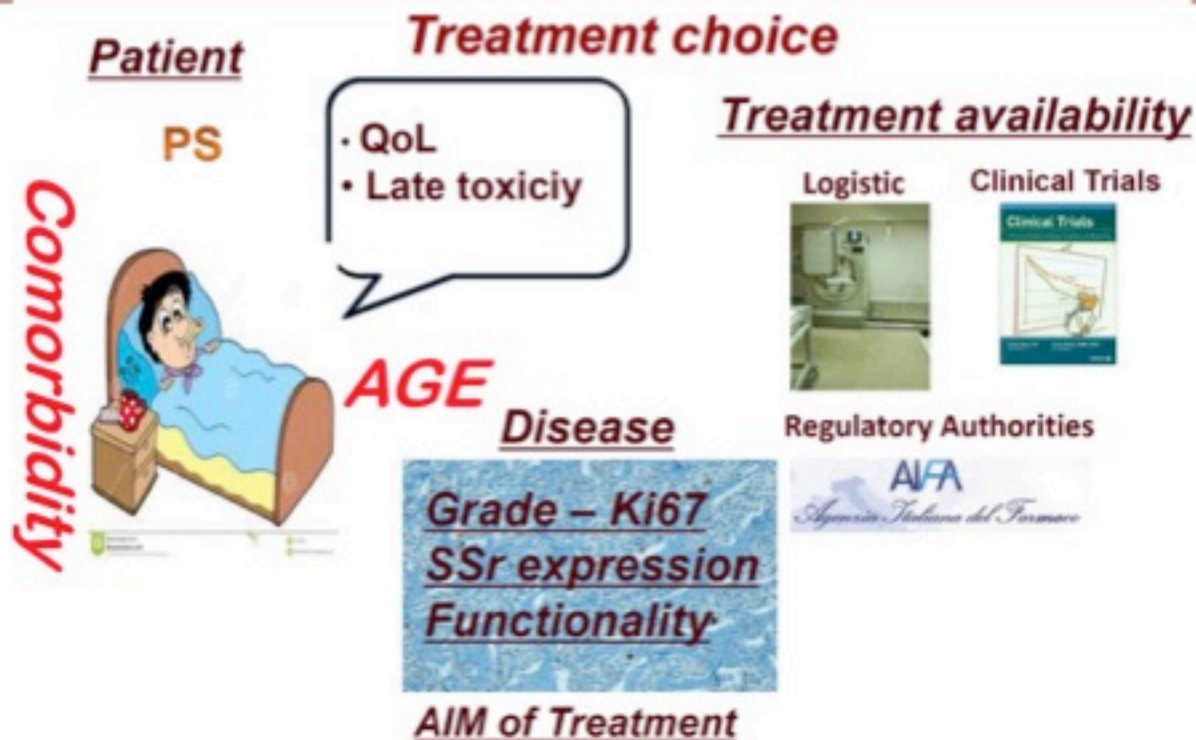 Treatment choice
Patient
PS
Comorbidity
· QoL
• Late toxiciy
AGE
Treatment availability
Logistic
Clinical Trials
Clinical Trials
Regulatory Authorities
AIFA
Agenzia Italiana del Farmaco
Disease
Grade – Ki67
SSr expression
Functionality
AIM of Treatment